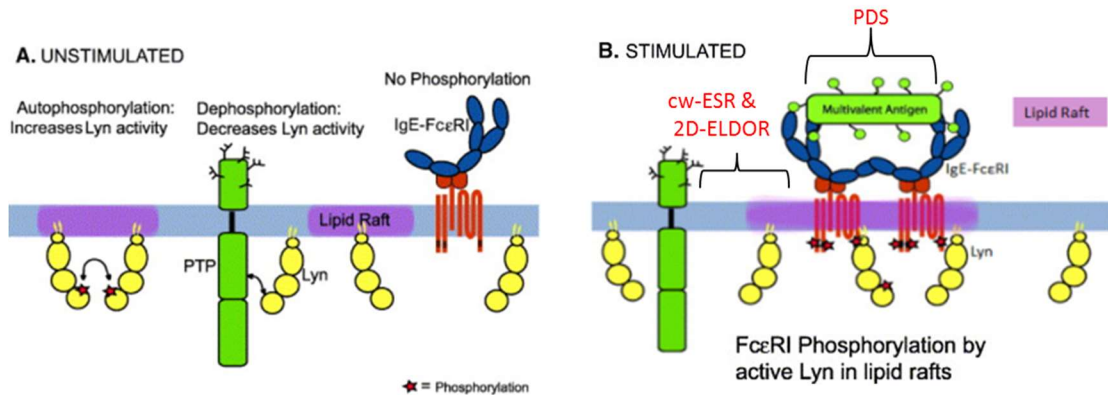 A. UNSTIMULATED
Autophosphorylation:
Increases Lyn activity
Dephosphorylation:
Decreases Lyn activity
No Phosphorylation
IgE-FcεRI
Lipid Raft
PTP
Lyn
= Phosphorylation
PDS
B. STIMULATED
cw-ESR &
2D-ELDOR
Multivalent Antigen
Lipid Raft
IgE-FcεRI
Lyn
FcεRI Phosphorylation by
active Lyn in lipid rafts